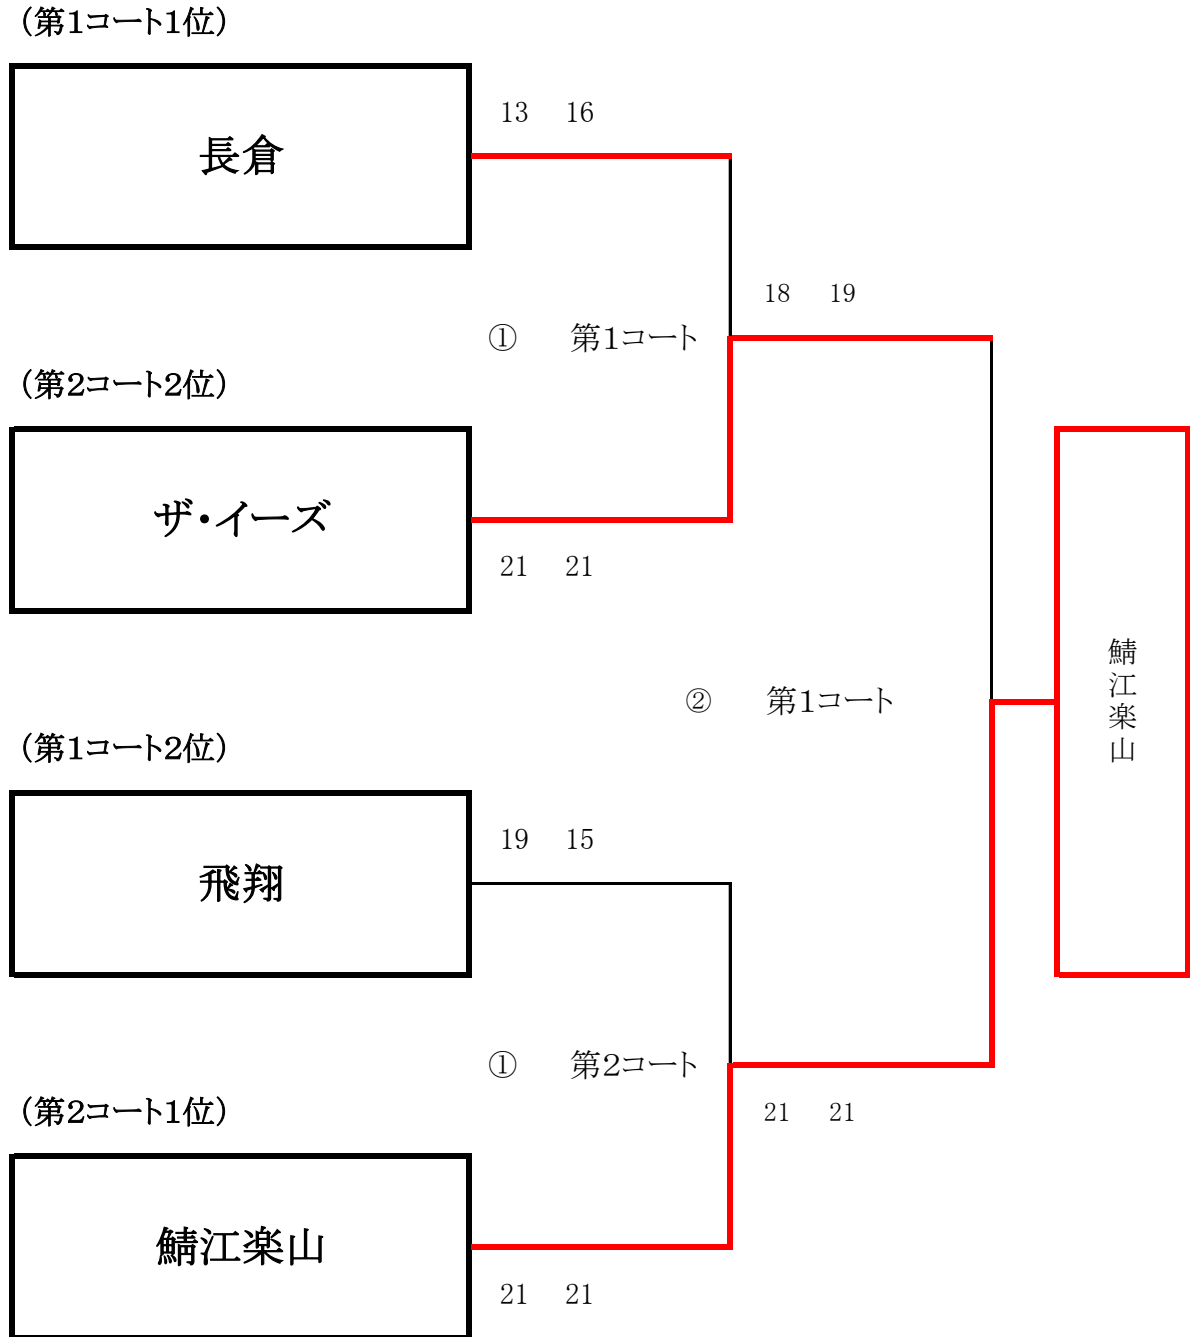 （第１コート１位）
13 16
長倉
18 19
① 第１コート
（第２コート２位）
ザ・イーズ
21 21
鯖江楽山
② 第１コート
（第１コート２位）
19 15
飛翔
① 第２コート
（第２コート１位）
21 21
鯖江楽山
21 21